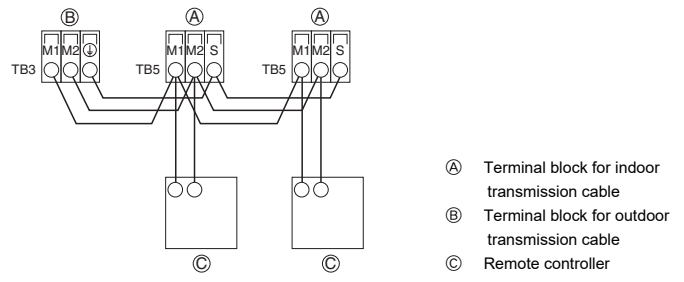 Ⓑ Ⓐ Ⓐ
M1 M2 ⏚ M1 M2 S M1 M2 S
TB3 TB5 TB5
Ⓒ Ⓒ
Ⓐ Terminal block for indoor
transmission cable
Ⓑ Terminal block for outdoor
transmission cable
Ⓒ Remote controller